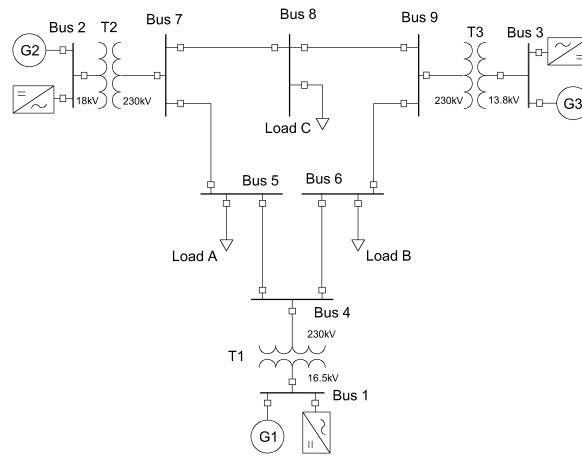 Bus 2
T2
Bus 7
Bus 8
Bus 9
T3
Bus 3
G2
18kV
230kV
Load C
230kV
13.8kV
G3
Bus 5
Bus 6
Load A
Load B
Bus 4
230kV
T1
16.5kV
Bus 1
G1